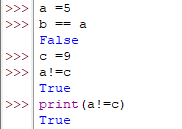 >>> a =5
>>> b == a
False
>>> c =9
>>> a!=c
True
>>> print(a!=c)
True